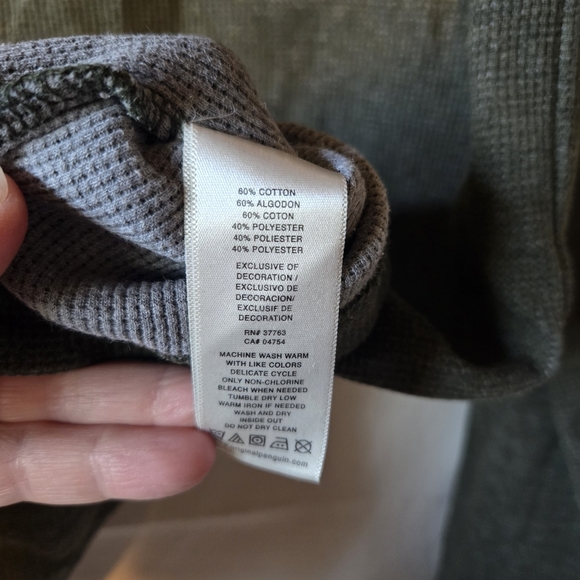 60% COTTON
60% ALGODON
60% COTON
40% POLYESTER
40% POLIESTER
40% POLYESTER
EXCLUSIVE OF
DECORATION /
EXCLUSIVO DE
DECORACION/
EXCLUSIF DE
DECORATION
RN# 37763
CA# 04754
MACHINE WASH WARM
WITH LIKE COLORS
DELICATE CYCLE
ONLY NON-CHLORINE
BLEACH WHEN NEEDED
TUMBLE DRY LOW
WARM IRON IF NEEDED
WASH AND DRY
INSIDE OUT
DO NOT DRY CLEAN
ginalpenguin.com